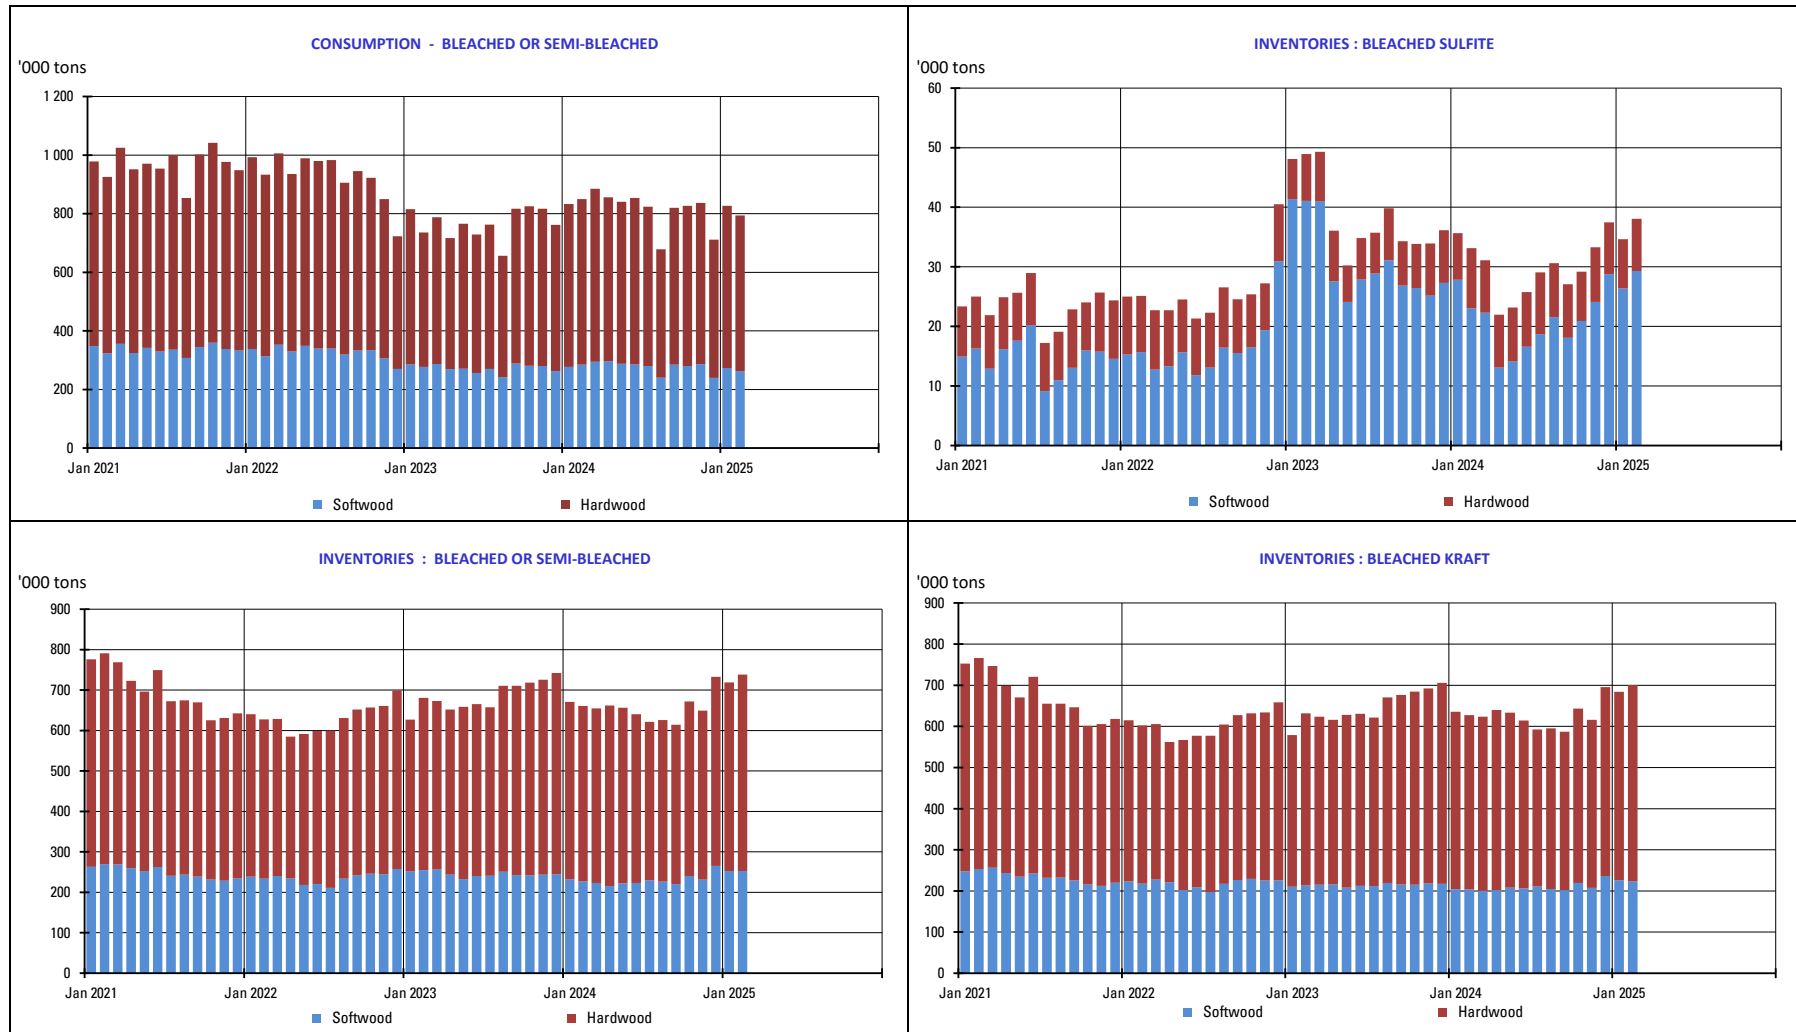 CONSUMPTION - BLEACHED OR SEMI-BLEACHED
'000 tons
1 200
1 000
800
600
400
200
0
Jan 2021 Jan 2022 Jan 2023 Jan 2024 Jan 2025
Softwood Hardwood
INVENTORIES : BLEACHED SULFITE
'000 tons
60
50
40
30
20
10
0
Jan 2021 Jan 2022 Jan 2023 Jan 2024 Jan 2025
Softwood Hardwood
INVENTORIES : BLEACHED OR SEMI-BLEACHED
'000 tons
900
800
700
600
500
400
300
200
100
0
Jan 2021 Jan 2022 Jan 2023 Jan 2024 Jan 2025
Softwood Hardwood
INVENTORIES : BLEACHED KRAFT
'000 tons
900
800
700
600
500
400
300
200
100
0
Jan 2021 Jan 2022 Jan 2023 Jan 2024 Jan 2025
Softwood Hardwood